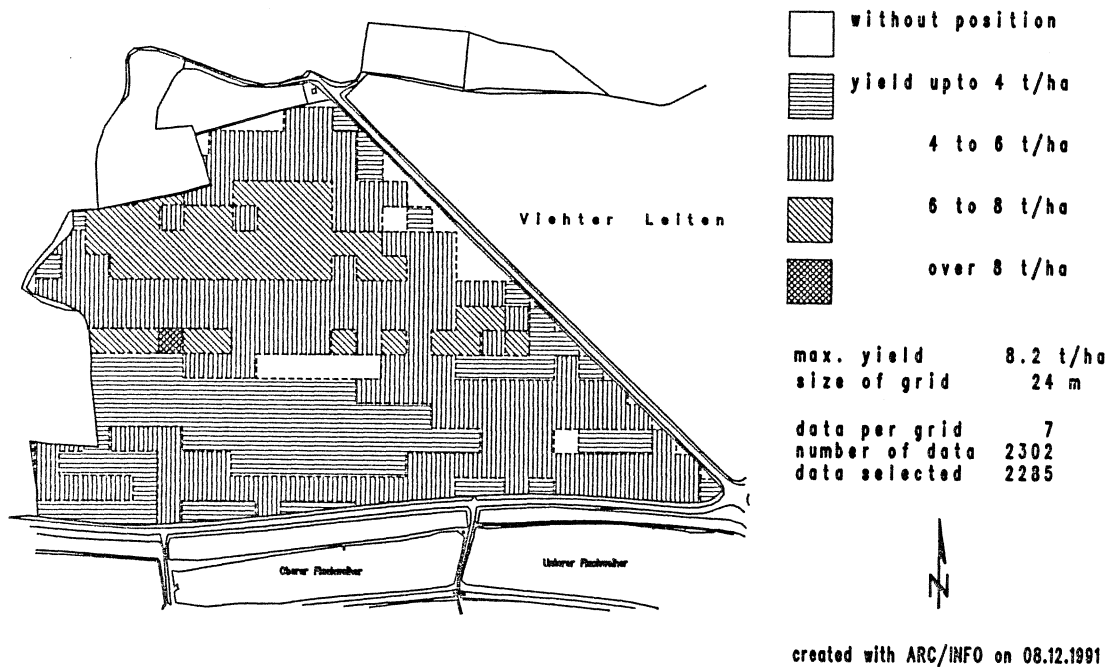 without position
yield upto 4 t/ha
4 to 6 t/ha
6 to 8 t/ha
over 8 t/ha
Viehter Leiten
max. yield 8.2 t/ha
size of grid 24 m
data per grid 7
number of data 2302
data selected 2285
Oberer
Unterer
N
created with ARC/INFO on 08.12.1991